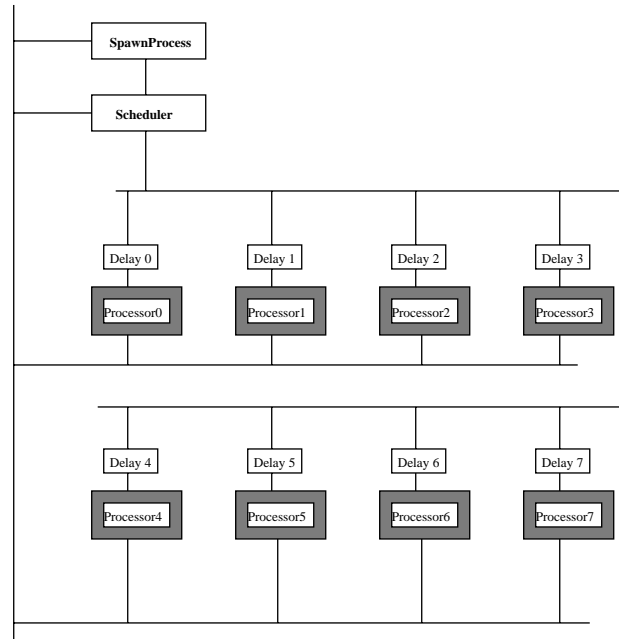 SpawnProcess
Scheduler
Delay 0 Delay 1 Delay 2 Delay 3
Processor0 Processor1 Processor2 Processor3
Delay 4 Delay 5 Delay 6 Delay 7
Processor4 Processor5 Processor6 Processor7